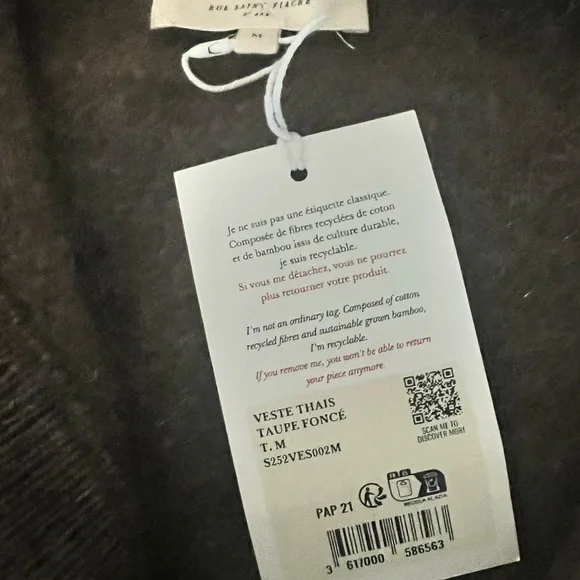 RUE SAINT FIACRE
M
Je ne suis pas une étiquette classique.
Composée de fibres recyclées de coton
et de bambou issu de culture durable,
je suis recyclable.
Si vous me détachez, vous ne pourrez
plus retourner votre produit.
I'm not an ordinary tag. Composed of cotton
recycled fibres and sustainable grown bamboo,
I'm recyclable.
If you remove me, you won't be able to return
your piece anymore.
VESTE THAIS
TAUPE FONCÉ
T. M
S252VES002M
SCAN ME TO
DISCOVER MORE
PAP 21
FR
3 617000 586563